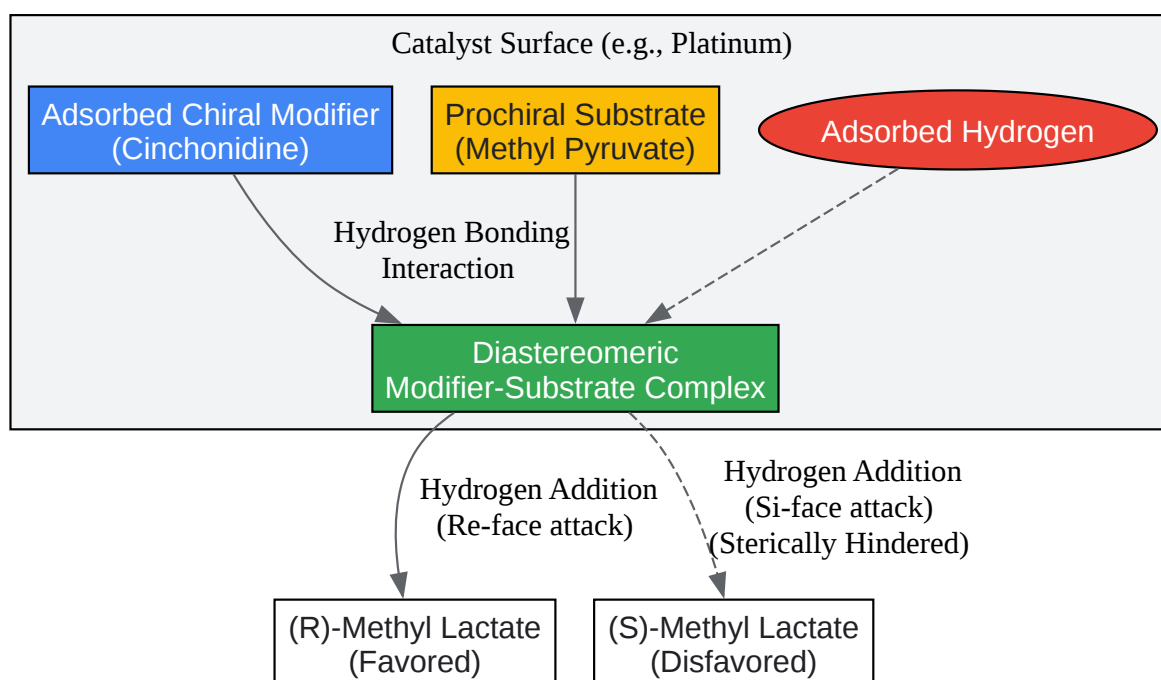 Catalyst Surface (e.g., Platinum)
Adsorbed Chiral Modifier
(Cinchonidine)
Prochiral Substrate
(Methyl Pyruvate)
Adsorbed Hydrogen
Hydrogen Bonding
Interaction
Diastereomeric
Modifier-Substrate Complex
Hydrogen Addition
(Re-face attack)
Hydrogen Addition
(Si-face attack)
(Sterically Hindered)
(R)-Methyl Lactate
(Favored)
(S)-Methyl Lactate
(Disfavored)